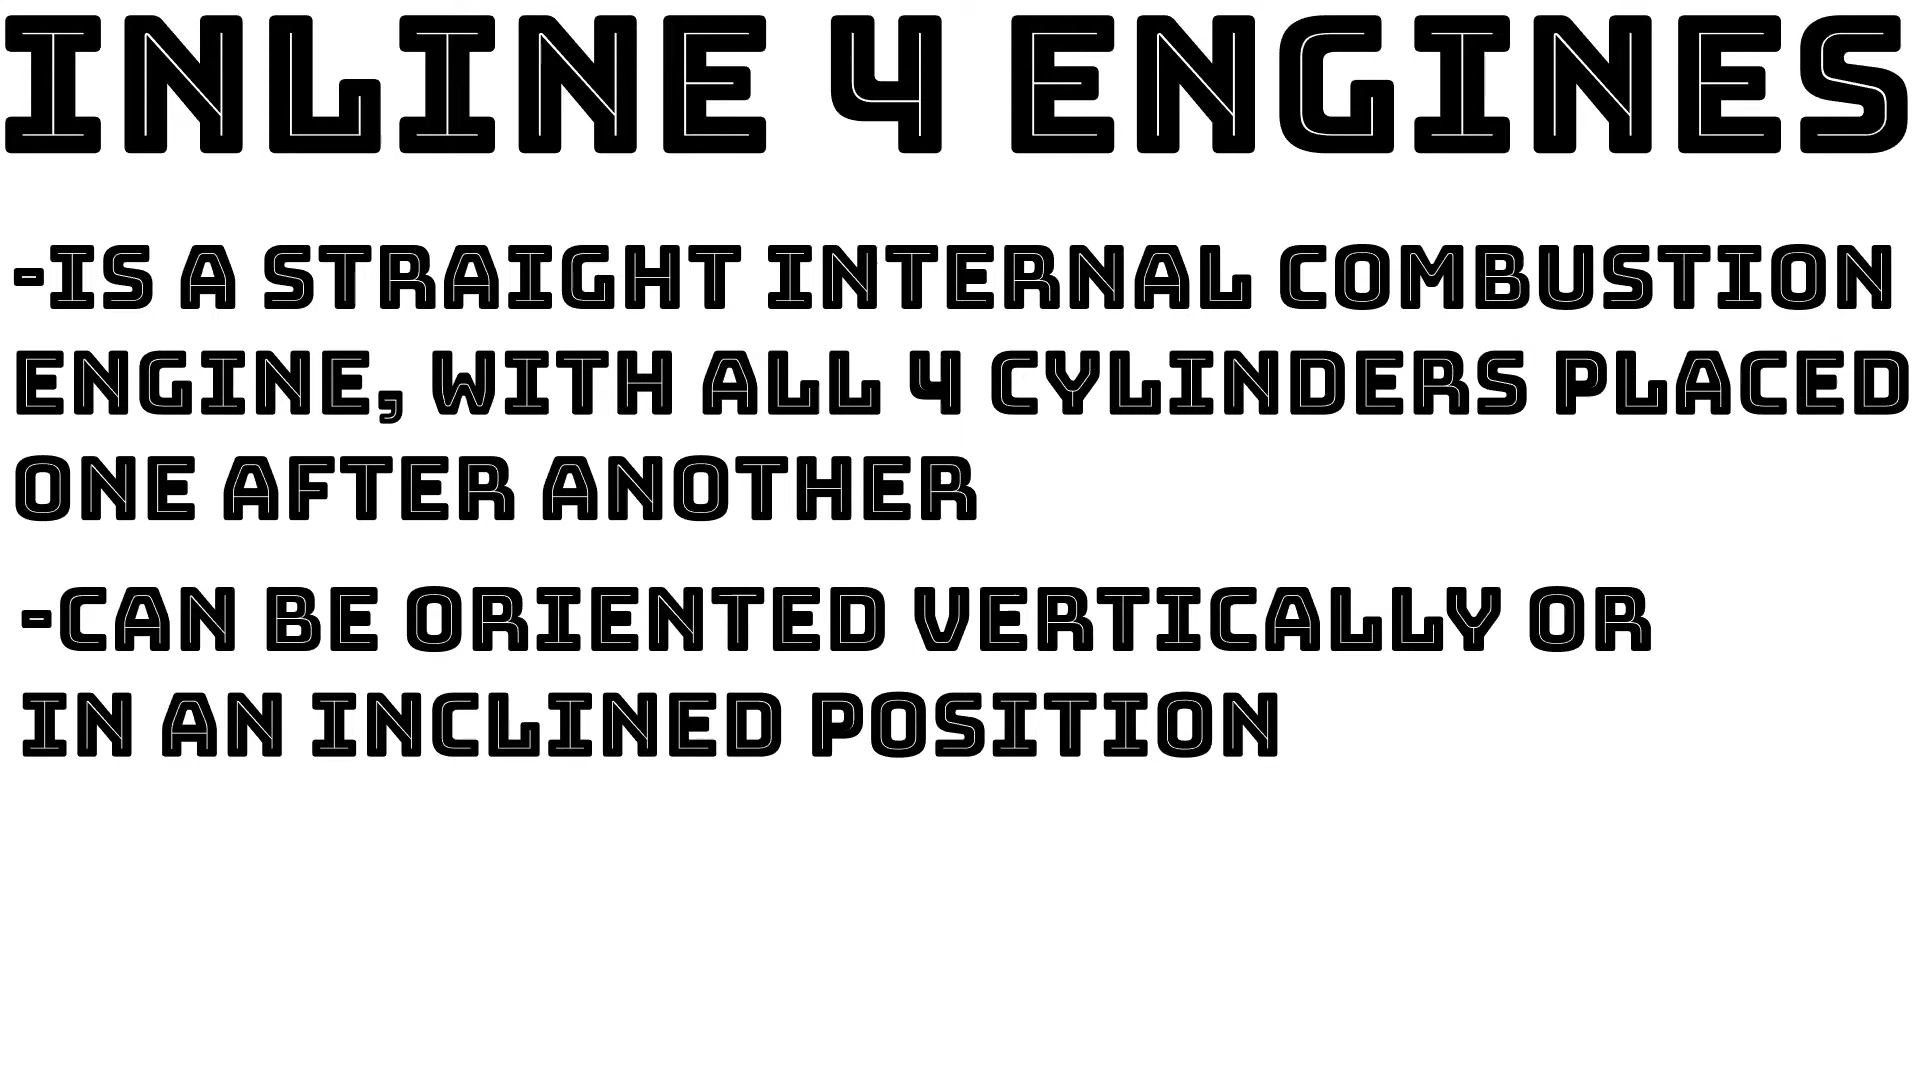 INLINE 4 ENGINES
-IS A STRAIGHT INTERNAL COMBUSTION
ENGINE, WITH ALL 4 CYLINDERS PLACED
ONE AFTER ANOTHER
-CAN BE ORIENTED VERTICALLY OR
IN AN INCLINED POSITION